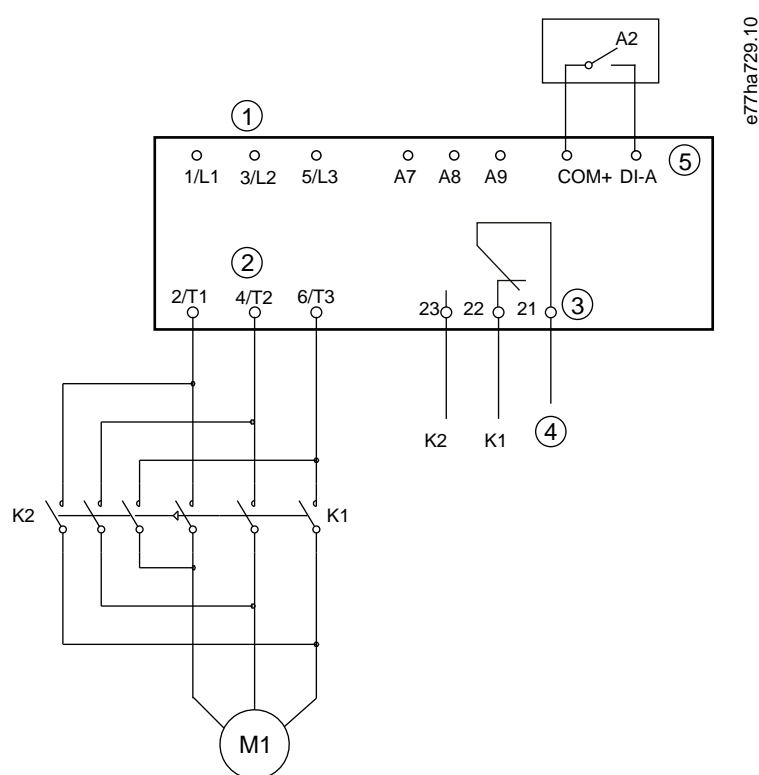 A2
e77ha729.10
1
1/L1 3/L2 5/L3 A7 A8 A9 COM+ DI-A 5
2
2/T1 4/T2 6/T3 23 22 21 3
K2 K1 4
K2 K1
M1